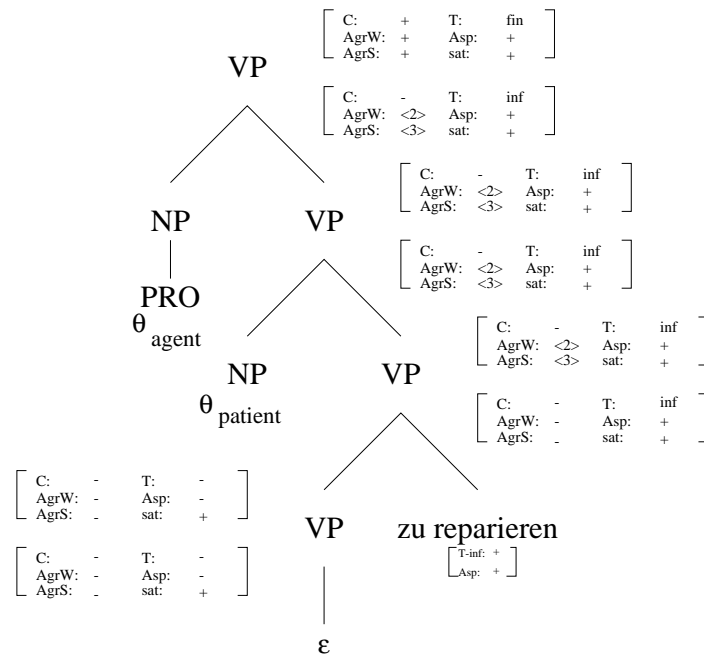 C: + T: fin
AgrW: + Asp: +
AgrS: + sat: +
VP
C: - T: inf
AgrW: <2> Asp: +
AgrS: <3> sat: +
C: - T: inf
AgrW: <2> Asp: +
AgrS: <3> sat: +
NP VP
C: - T: inf
AgrW: <2> Asp: +
AgrS: <3> sat: +
PRO
θ agent
C: - T: inf
AgrW: <2> Asp: +
AgrS: <3> sat: +
NP VP
θ patient
C: - T: inf
AgrW: - Asp: +
AgrS: - sat: +
C: - T: -
AgrW: - Asp: -
AgrS: - sat: +
VP zu reparieren
T-inf: +
Asp: +
C: - T: -
AgrW: - Asp: -
AgrS: - sat: +
ε